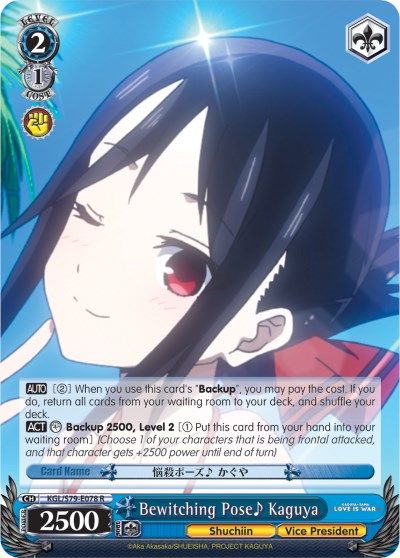 LEVEL
2
1
COST
AUTO [②] When you use this card's "Backup", you may pay the cost. If you
do, return all cards from your waiting room to your deck, and shuffle your
deck.
ACT Backup 2500, Level 2 [① Put this card from your hand into your
waiting room] (Choose 1 of your characters that is being frontal attacked,
and that character gets +2500 power until end of turn)
Card Name 悩殺ポーズ♪ かぐや
CH KGL/S79-E078 R
2500
Bewitching Pose♪ Kaguya
KAGUYA-SAMA
LOVE IS WAR
Shuchiin
Vice President
©Aka Akasaka/SHUEISHA, PROJECT KAGUYA